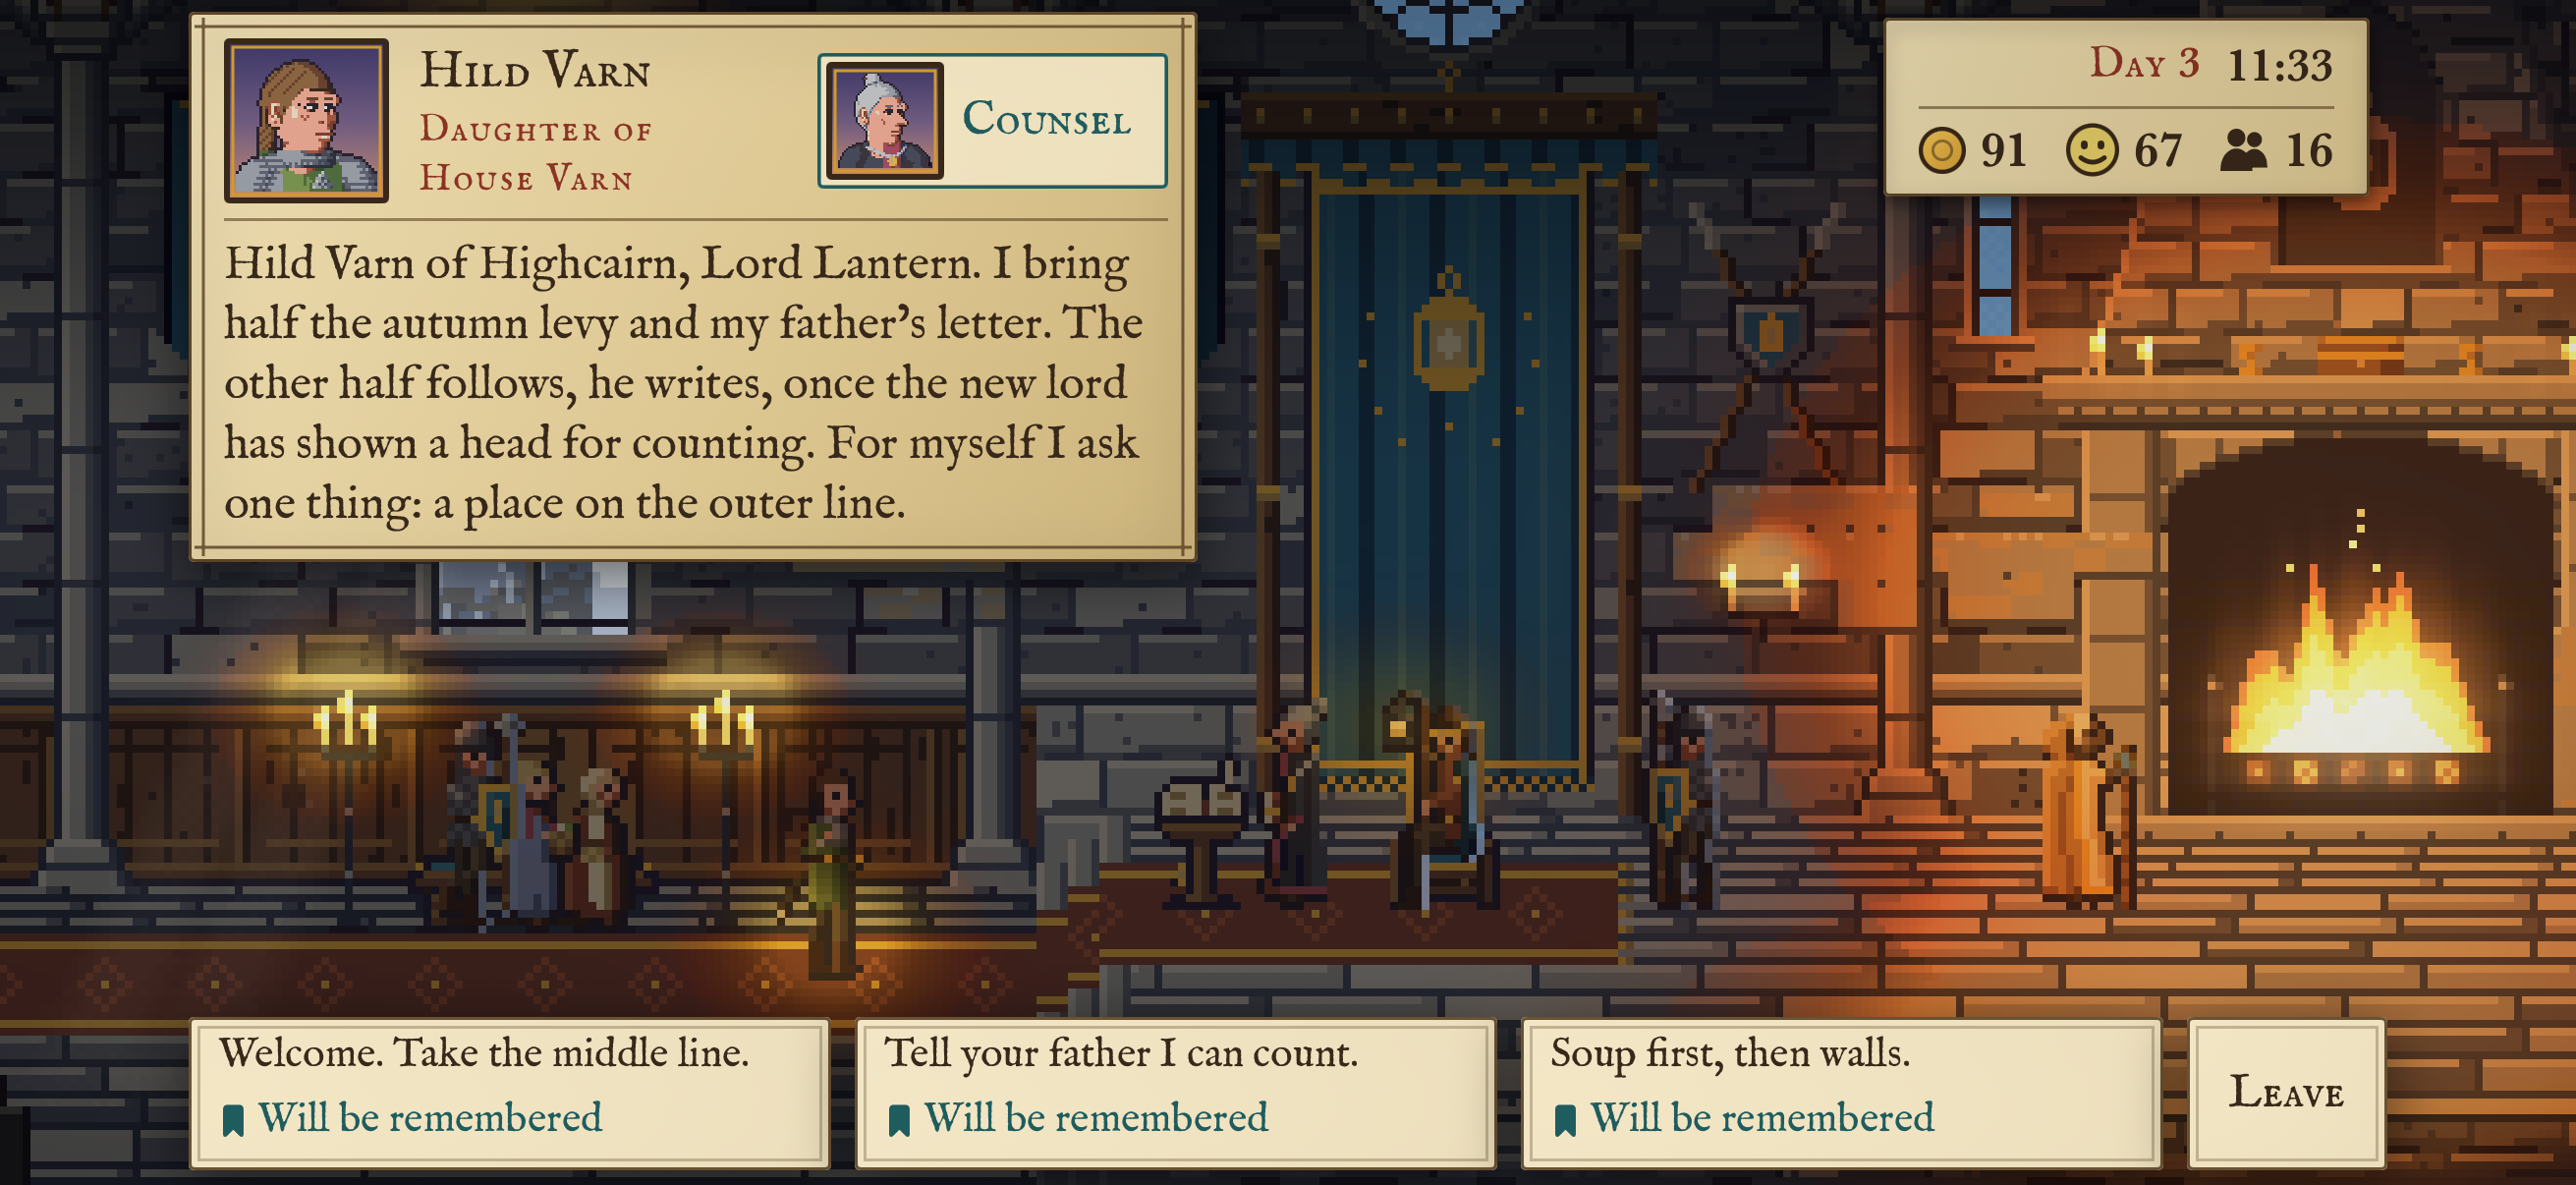 Hild Varn
Daughter of
House Varn
Counsel
Hild Varn of Highcairn, Lord Lantern. I bring
half the autumn levy and my father's letter. The
other half follows, he writes, once the new lord
has shown a head for counting. For myself I ask
one thing: a place on the outer line.
Day 3 11:33
91 67 16
Welcome. Take the middle line.
Will be remembered
Tell your father I can count.
Will be remembered
Soup first, then walls.
Will be remembered
Leave